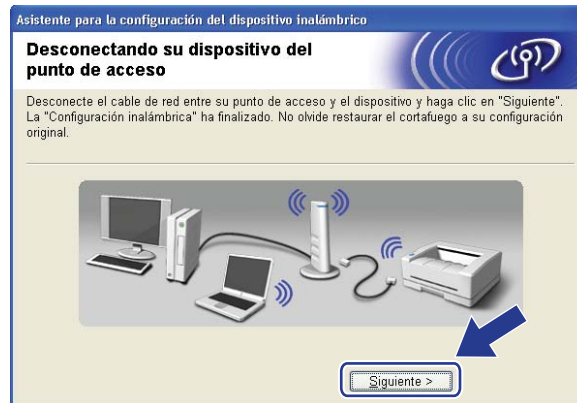 Asistente para la configuración del dispositivo inalámbrico
Desconectando su dispositivo del
punto de acceso
Desconecte el cable de red entre su punto de acceso y el dispositivo y haga clic en "Siguiente".
La "Configuración inalámbrica" ha finalizado. No olvide restaurar el cortafuego a su configuración
original.
Siguiente >